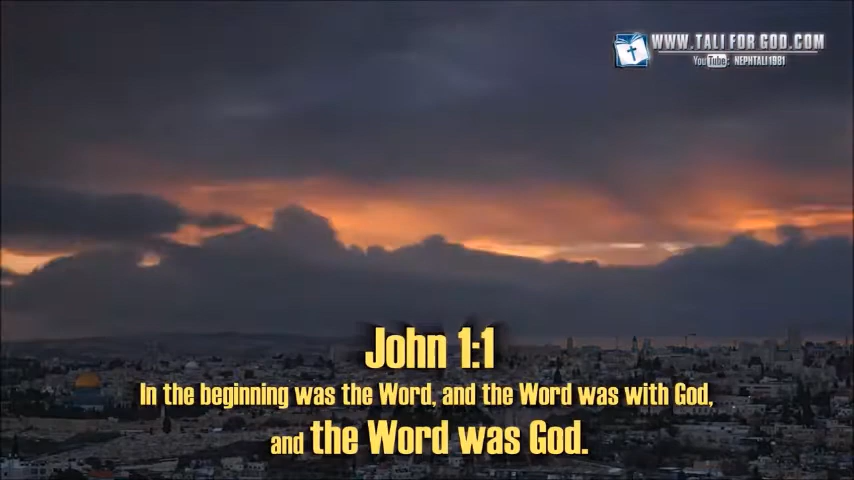 WWW.TALI FOR GOD.COM
YouTube: NEPHTALI1981
John 1:1
In the beginning was the Word, and the Word was with God,
and the Word was God.